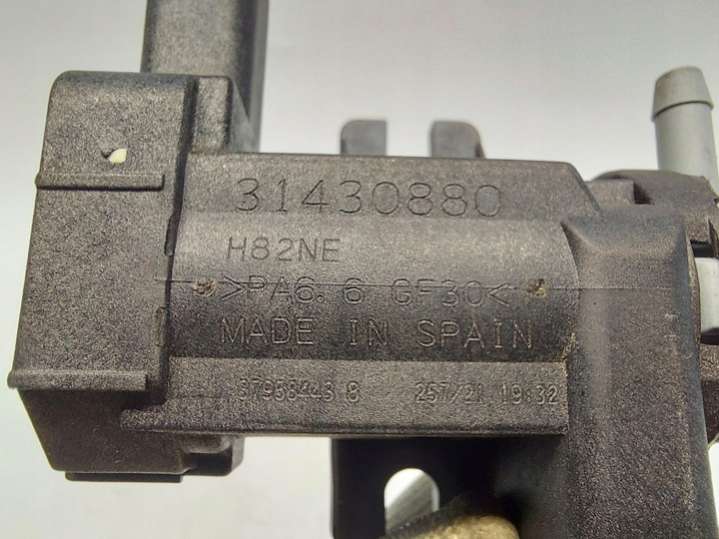 31430880
H82NE
>PA6.6 GF30<
MADE IN SPAIN
37958443 8 257/21 19:32